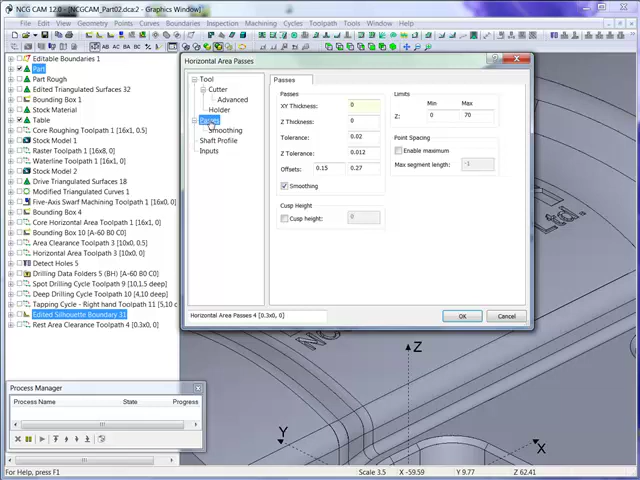 NCG CAM 12.0 - [NCGCAM_Part02.dca:2 - Graphics Window]
File Edit View Points Curves Boundaries Inspection Machining Cycles Toolpath Tools Window Help
Editable Boundaries 1
Part
Part Rough
Edited Triangulated Surfaces 32
Bounding Box 1
Stock Material
Table
Core Roughing Toolpath 1 [16x1, 0.5]
Stock Model 1
Raster Toolpath 1 [16x8, 0]
Waterline Toolpath 1 [16x1, 0]
Stock Model 2
Drive Triangulated Surfaces 18
Modified Triangulated Curves 1
Five-Axis Swarf Machining Toolpath 1 [16x0, 0]
Bounding Box 4
Core Horizontal Area Toolpath 1 [16x1, 0]
Bounding Box 10 [A-60 B0 C0]
Area Clearance Toolpath 3 [10x0, 0.5]
Horizontal Area Toolpath 3 [10x0, 0]
Detect Holes 5
Drilling Data Folders 5 (BH) [A-60 B0 C0]
Spot Drilling Cycle Toolpath 9 [10,1.5 deep]
Deep Drilling Cycle Toolpath 10 [4,10 deep]
Tapping Cycle - Right hand Toolpath 11 [5,10 d
Edited Silhouette Boundary 31
Rest Area Clearance Toolpath 4 [0.3x0, 0]
Horizontal Area Passes
Tool
Cutter
Advanced
Holder
Passes
Smoothing
Shaft Profile
Inputs
Passes
Passes
XY Thickness: 0
Z Thickness: 0
Tolerance: 0.02
Z Tolerance: 0.012
Offsets: 0.15 0.27
Smoothing
Cusp Height
Cusp height: 0
Limits
Min Max
Z: 0 70
Point Spacing
Enable maximum
Max segment length: -1
Horizontal Area Passes 4 [0.3x0, 0]
OK Cancel
Ltd.
Z
Y
X
Process Manager
Process Name State Progress
For Help, press F1
Scale 3.5 X -59.59 Y 9.77 Z 62.41